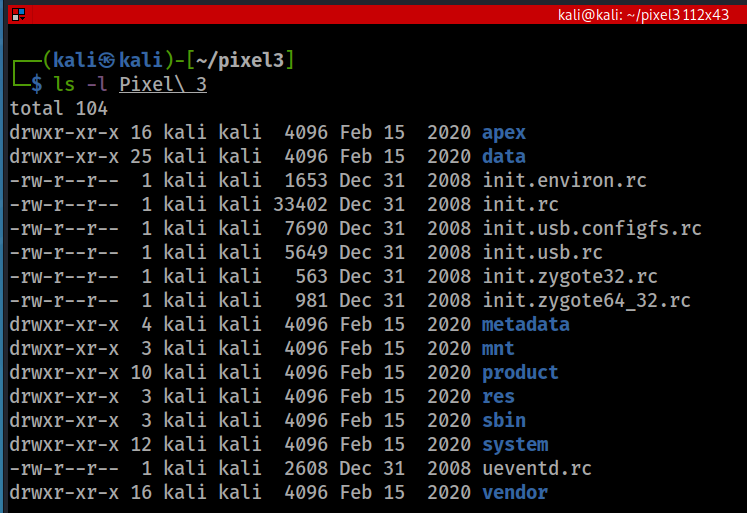 kali@kali: ~/pixel3 112x43
┌──(kali㉿kali)-[~/pixel3]
└─$ ls -l Pixel\ 3
total 104
drwxr-xr-x 16 kali kali  4096 Feb 15  2020 apex
drwxr-xr-x 25 kali kali  4096 Feb 15  2020 data
-rw-r--r--  1 kali kali  1653 Dec 31  2008 init.environ.rc
-rw-r--r--  1 kali kali 33402 Dec 31  2008 init.rc
-rw-r--r--  1 kali kali  7690 Dec 31  2008 init.usb.configfs.rc
-rw-r--r--  1 kali kali  5649 Dec 31  2008 init.usb.rc
-rw-r--r--  1 kali kali   563 Dec 31  2008 init.zygote32.rc
-rw-r--r--  1 kali kali   981 Dec 31  2008 init.zygote64_32.rc
drwxr-xr-x  4 kali kali  4096 Feb 15  2020 metadata
drwxr-xr-x  3 kali kali  4096 Feb 15  2020 mnt
drwxr-xr-x 10 kali kali  4096 Feb 15  2020 product
drwxr-xr-x  3 kali kali  4096 Feb 15  2020 res
drwxr-xr-x  3 kali kali  4096 Feb 15  2020 sbin
drwxr-xr-x 12 kali kali  4096 Feb 15  2020 system
-rw-r--r--  1 kali kali  2608 Dec 31  2008 ueventd.rc
drwxr-xr-x 16 kali kali  4096 Feb 15  2020 vendor